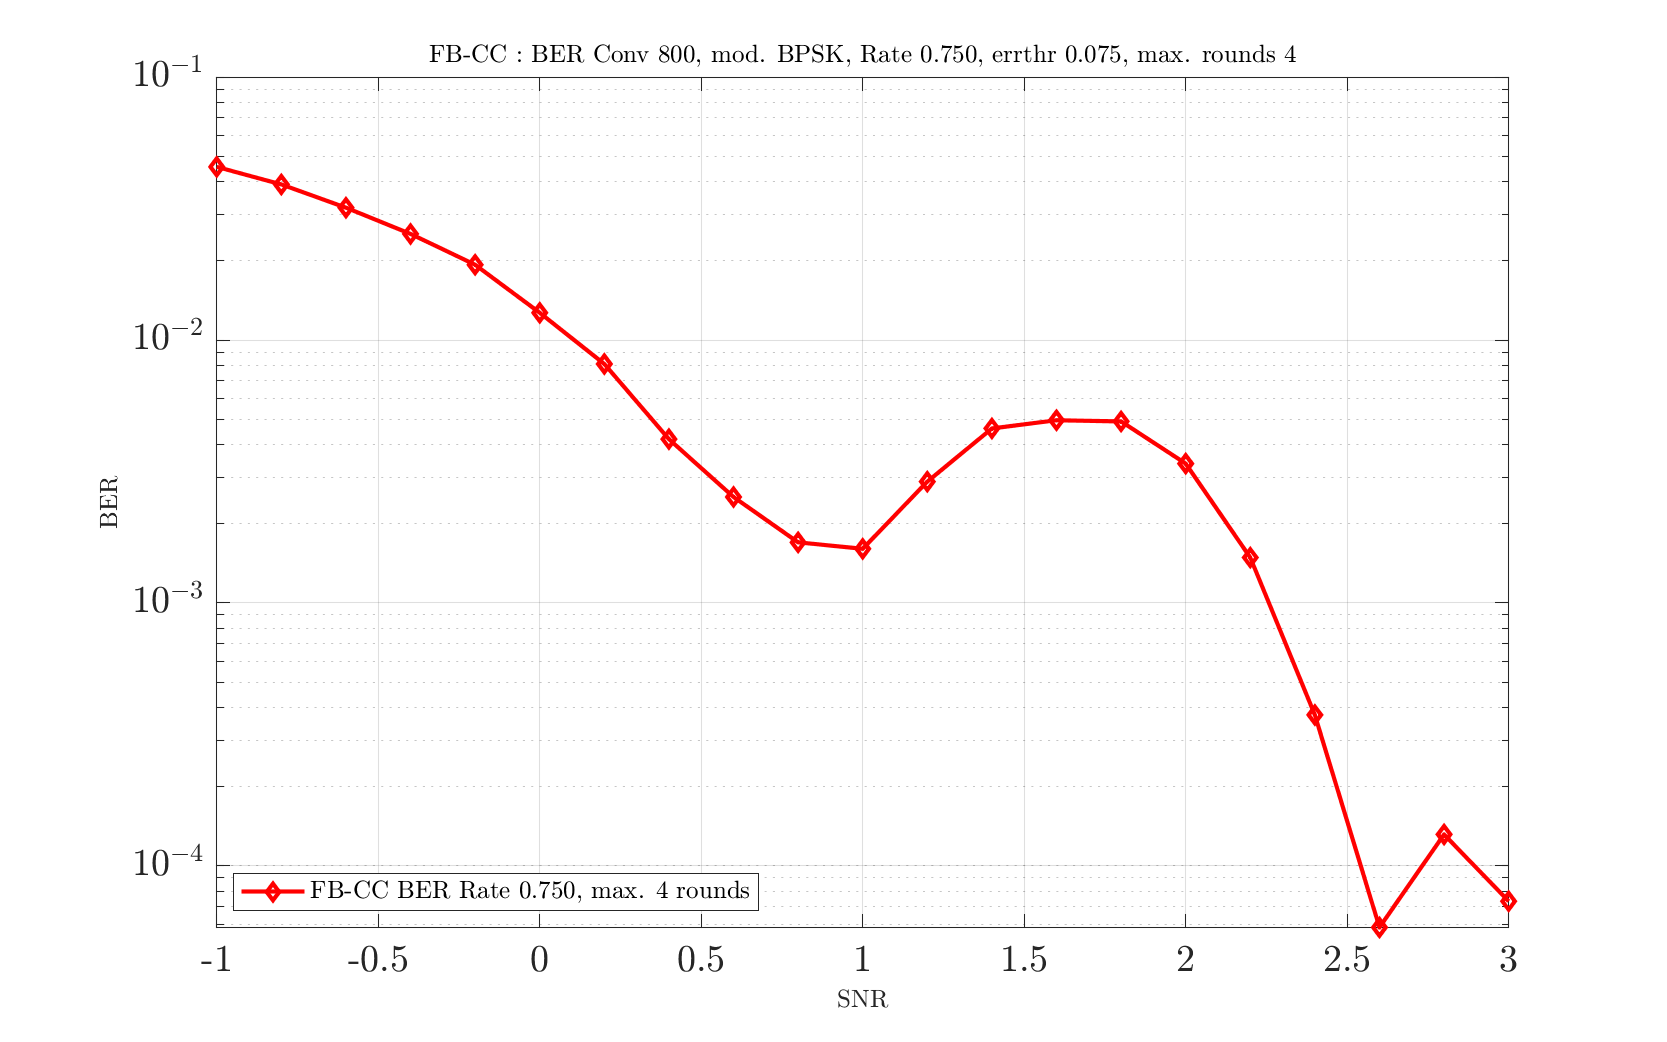 FB-CC : BER Conv 800, mod. BPSK, Rate 0.750, errthr 0.075, max. rounds 4
10^{-1}
10^{-2}
10^{-3}
10^{-4}
BER
FB-CC BER Rate 0.750, max. 4 rounds
-1 -0.5 0 0.5 1 1.5 2 2.5 3
SNR